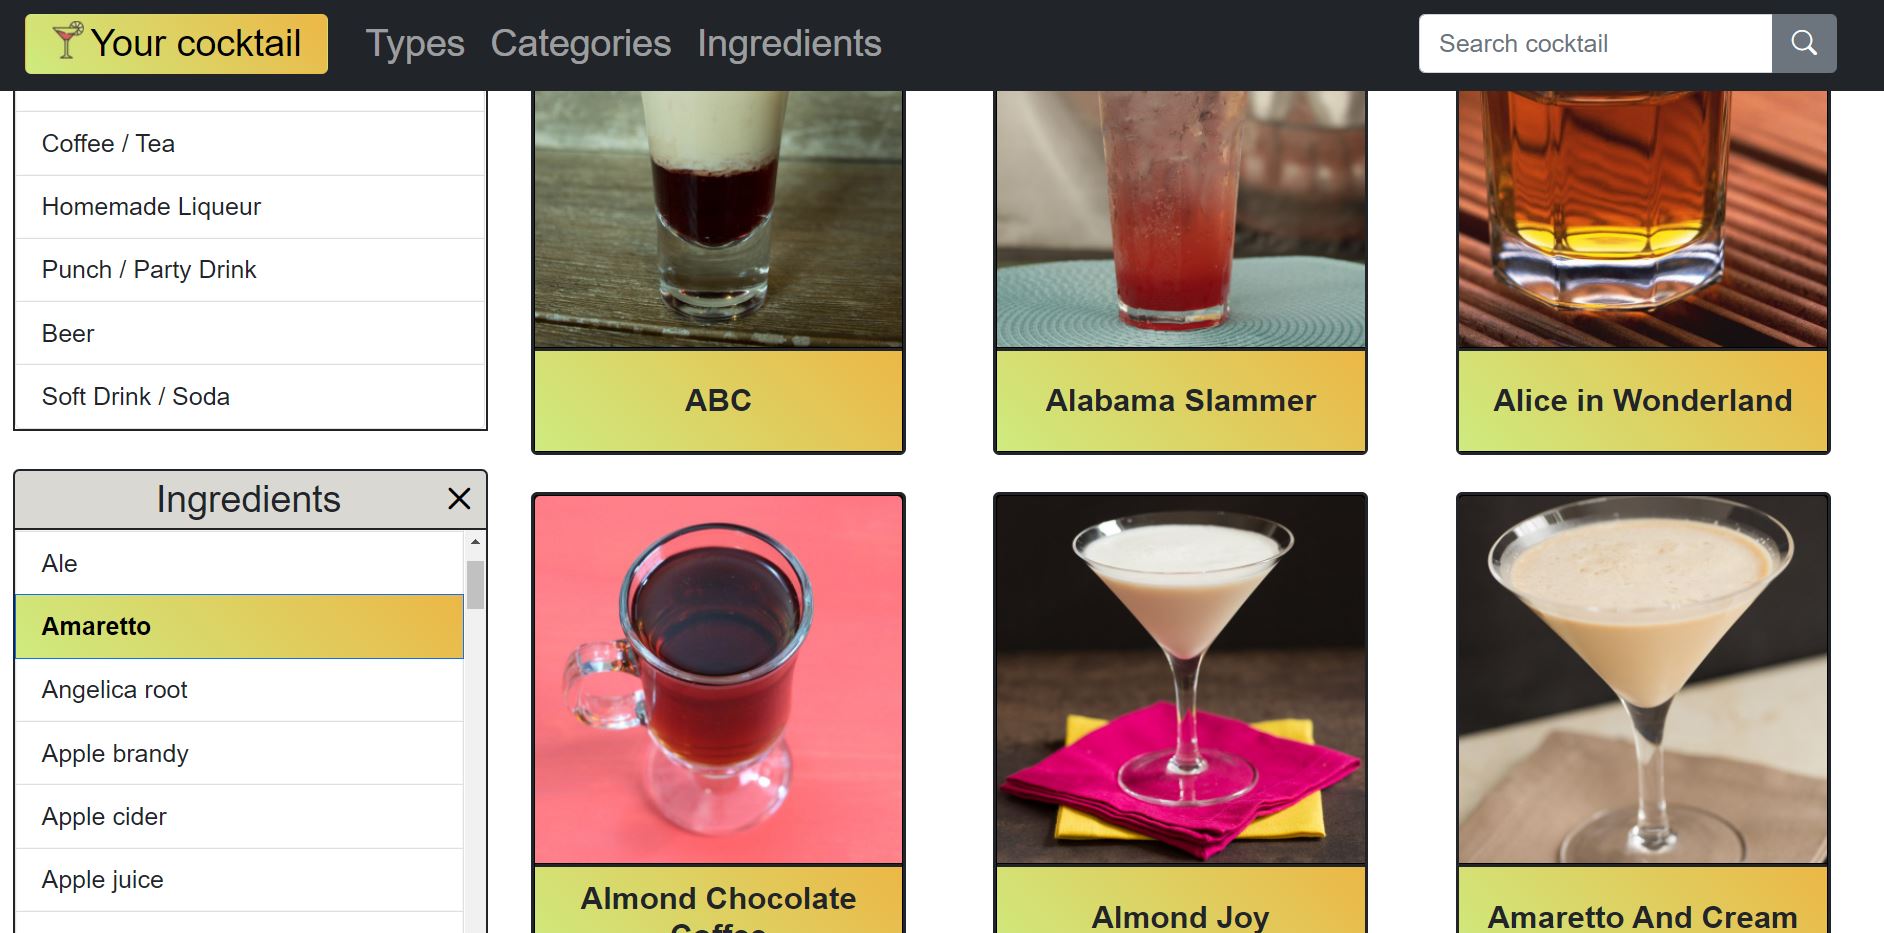 Your cocktail
Types Categories Ingredients
Search cocktail
Coffee / Tea
Homemade Liqueur
Punch / Party Drink
Beer
Soft Drink / Soda
Ingredients
Ale
Amaretto
Angelica root
Apple brandy
Apple cider
Apple juice
ABC
Alabama Slammer
Alice in Wonderland
Almond Chocolate
Coffee
Almond Joy
Amaretto And Cream